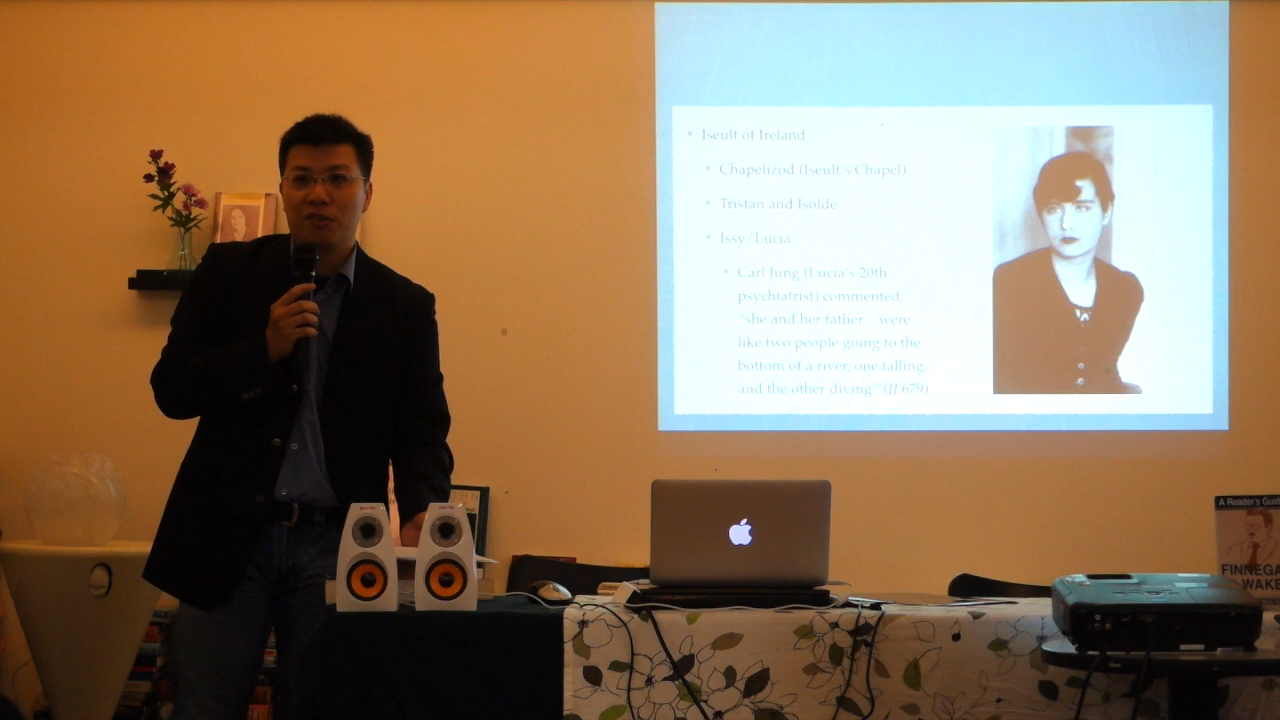 Iseult of Ireland
Chapelizod (Iseult's Chapel)
Tristan and Isolde
Issy/Lucia
Carl Jung (Lucia's 20th
psychiatrist) commented,
"she and her father... were
like two people going to the
bottom of a river, one falling,
and the other diving" (JJ 679)
A Reader's Guid
FINNEGA
WAKE